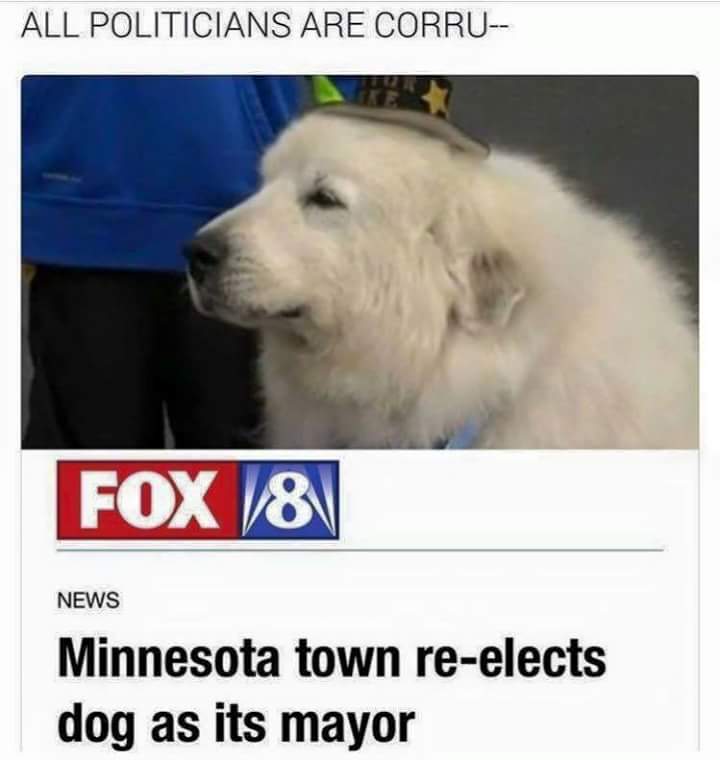 ALL POLITICIANS ARE CORRU--
FOX 8
NEWS
Minnesota town re-elects
dog as its mayor